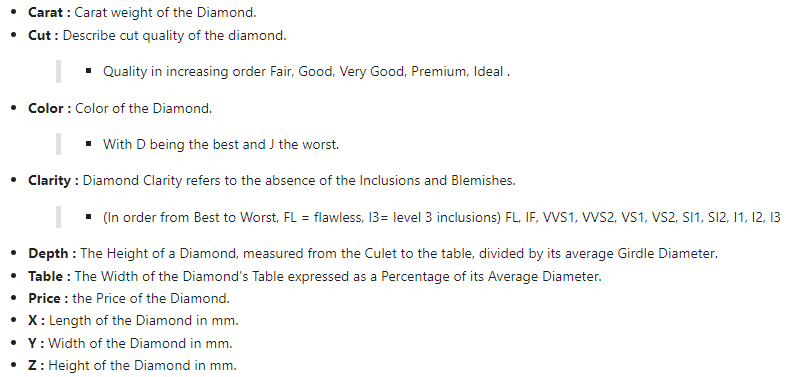 Carat : Carat weight of the Diamond.
Cut : Describe cut quality of the diamond.
Quality in increasing order Fair, Good, Very Good, Premium, Ideal .
Color : Color of the Diamond.
With D being the best and J the worst.
Clarity : Diamond Clarity refers to the absence of the Inclusions and Blemishes.
(In order from Best to Worst, FL = flawless, I3= level 3 inclusions) FL, IF, VVS1, VVS2, VS1, VS2, SI1, SI2, I1, I2, I3
Depth : The Height of a Diamond, measured from the Culet to the table, divided by its average Girdle Diameter.
Table : The Width of the Diamond's Table expressed as a Percentage of its Average Diameter.
Price : the Price of the Diamond.
X : Length of the Diamond in mm.
Y : Width of the Diamond in mm.
Z : Height of the Diamond in mm.